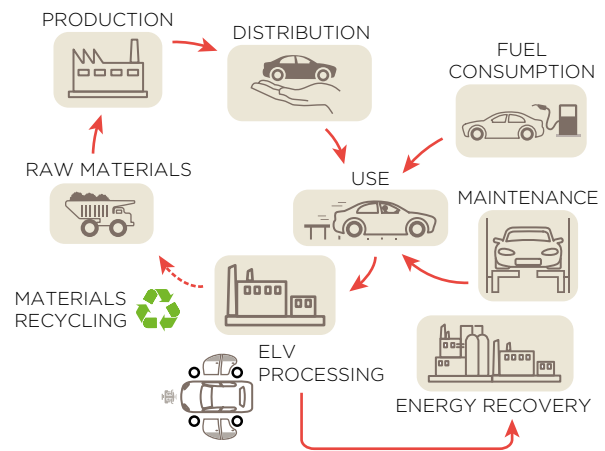 PRODUCTION
DISTRIBUTION
FUEL
CONSUMPTION
RAW MATERIALS
USE
MAINTENANCE
MATERIALS
RECYCLING
ELV
PROCESSING
ENERGY RECOVERY